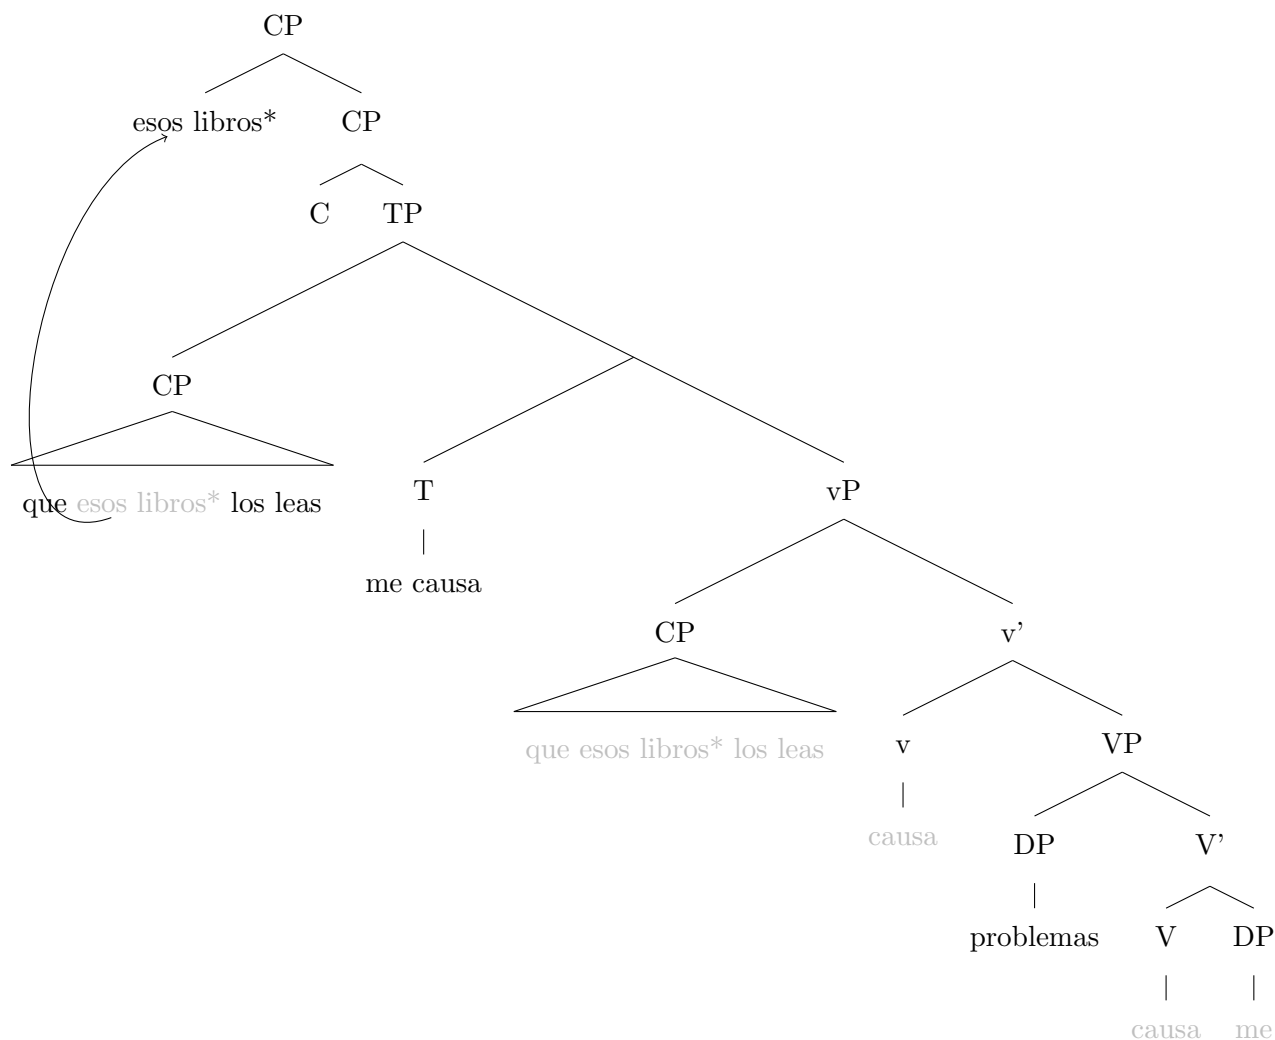 CP
esos libros* CP
C TP
CP
que esos libros* los leas T vP
me causa
CP v'
que esos libros* los leas v VP
causa DP V'
problemas V DP
causa me